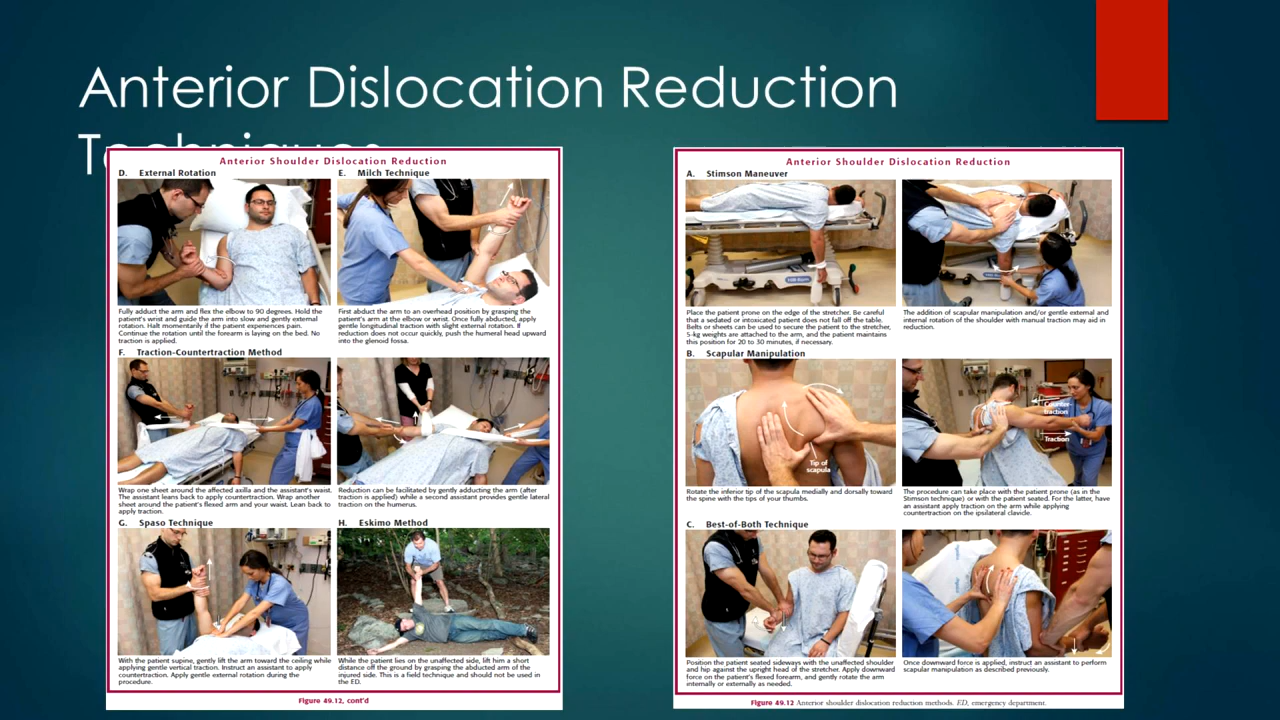 Anterior Dislocation Reduction
Techniques
Anterior Shoulder Dislocation Reduction
D. External Rotation
Fully adduct the arm and flex the elbow to 90 degrees. Hold the
patient's wrist and guide the arm into slow and gently external
rotation. Halt momentarily if the patient experiences pain.
Continue the rotation until the forearm is laying on the bed. No
traction is applied.
E. Milch Technique
First abduct the arm to an overhead position by grasping the
patient's arm at the elbow or wrist. Once fully abducted, apply
gentle longitudinal traction with slight external rotation. If
reduction does not occur quickly, push the humeral head upward
into the glenoid fossa.
F. Traction-Countertraction Method
Wrap one sheet around the affected axilla and the assistant's waist.
The assistant leans back to apply countertraction. Wrap another
sheet around the patient's flexed arm and your waist. Lean back to
apply traction.
Reduction can be facilitated by gently adducting the arm (after
traction is applied) while a second assistant provides gentle lateral
traction on the humerus.
G. Spaso Technique
With the patient supine, gently lift the arm toward the ceiling while
applying gentle vertical traction. Instruct an assistant to apply
countertraction. Apply gentle external rotation during the
procedure.
H. Eskimo Method
While the patient lies on the unaffected side, lift him a short
distance off the ground by grasping the abducted arm of the
injured side. This is a field technique and should not be used in
the ED.
Figure 49.12, cont'd
Anterior Shoulder Dislocation Reduction
A. Stimson Maneuver
Place the patient prone on the edge of the stretcher. Be careful
that a sedated or intoxicated patient does not fall off the table.
Belts or sheets can be used to secure the patient to the stretcher,
5-kg weights are attached to the arm, and the patient maintains
this position for 20 to 30 minutes, if necessary.
The addition of scapular manipulation and/or gentle external and
internal rotation of the shoulder with manual traction may aid in
reduction.
B. Scapular Manipulation
Tip of
scapula
Counter-
traction
Traction
Rotate the inferior tip of the scapula medially and dorsally toward
the spine with the tips of your thumbs.
The procedure can take place with the patient prone (as in the
Stimson technique) or with the patient seated. For the latter, have
an assistant apply traction on the arm while applying
countertraction on the ipsilateral clavicle.
C. Best-of-Both Technique
Position the patient seated sideways with the unaffected shoulder
and hip against the upright head of the stretcher. Apply downward
force on the patient's flexed forearm, and gently rotate the arm
internally or externally as needed.
Once downward force is applied, instruct an assistant to perform
scapular manipulation as described previously.
Figure 49.12 Anterior shoulder dislocation reduction methods. ED, emergency department.